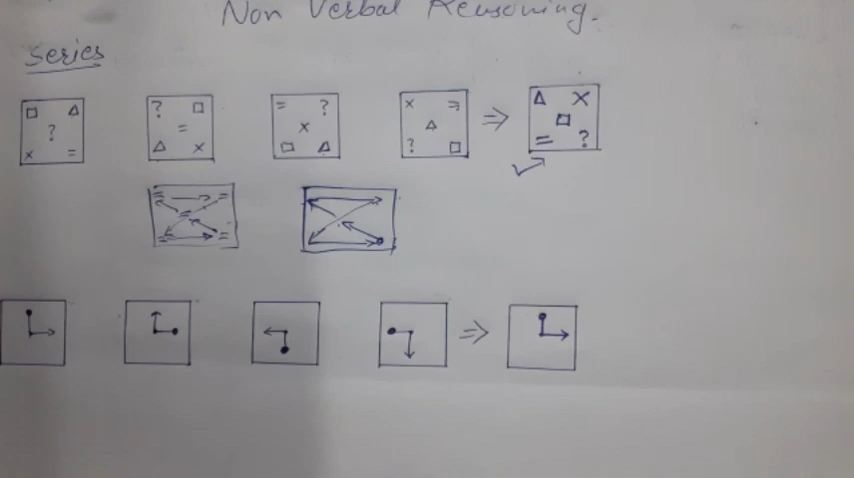 Non Verbal Reasoning.
Series
? ? = ? × = × ?
× = = × × ? = ?